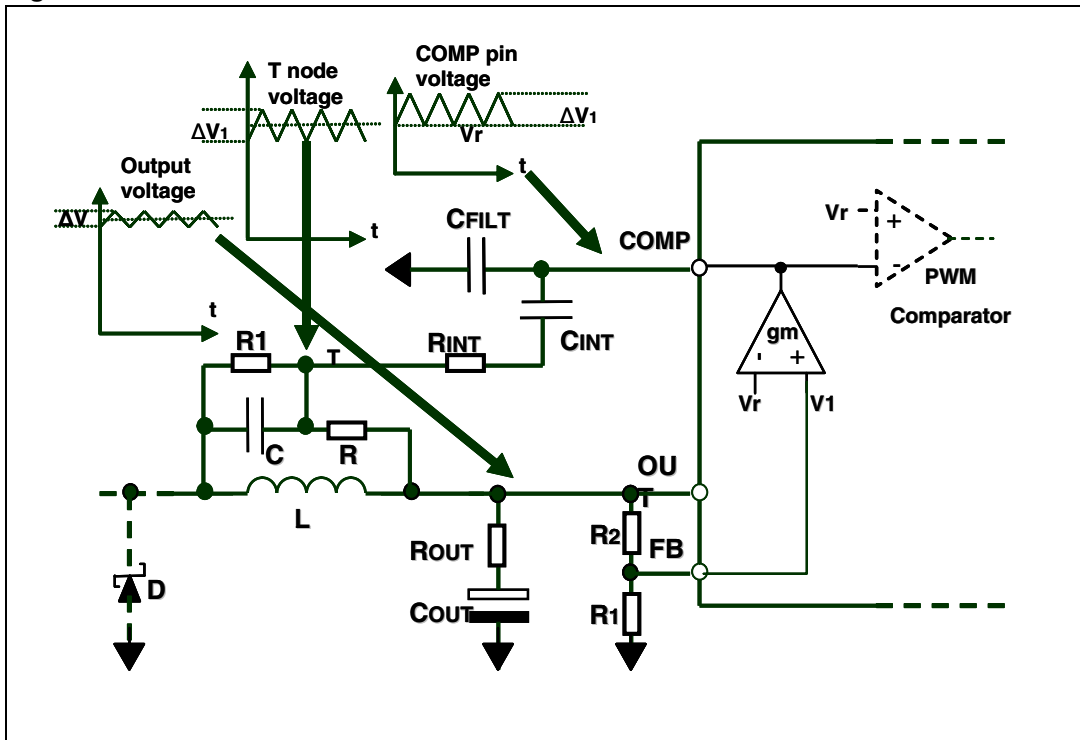 T node
voltage
COMP pin
voltage
ΔV1
Vr
ΔV1
t
Output
voltage
ΔV
t
t
CFILT
COMP
Vr
+
-
PWM
Comparator
CINT
gm
- +
Vr V1
R1
T
RINT
C
R
L
OU
T
R2
FB
ROUT
COUT
R1
D